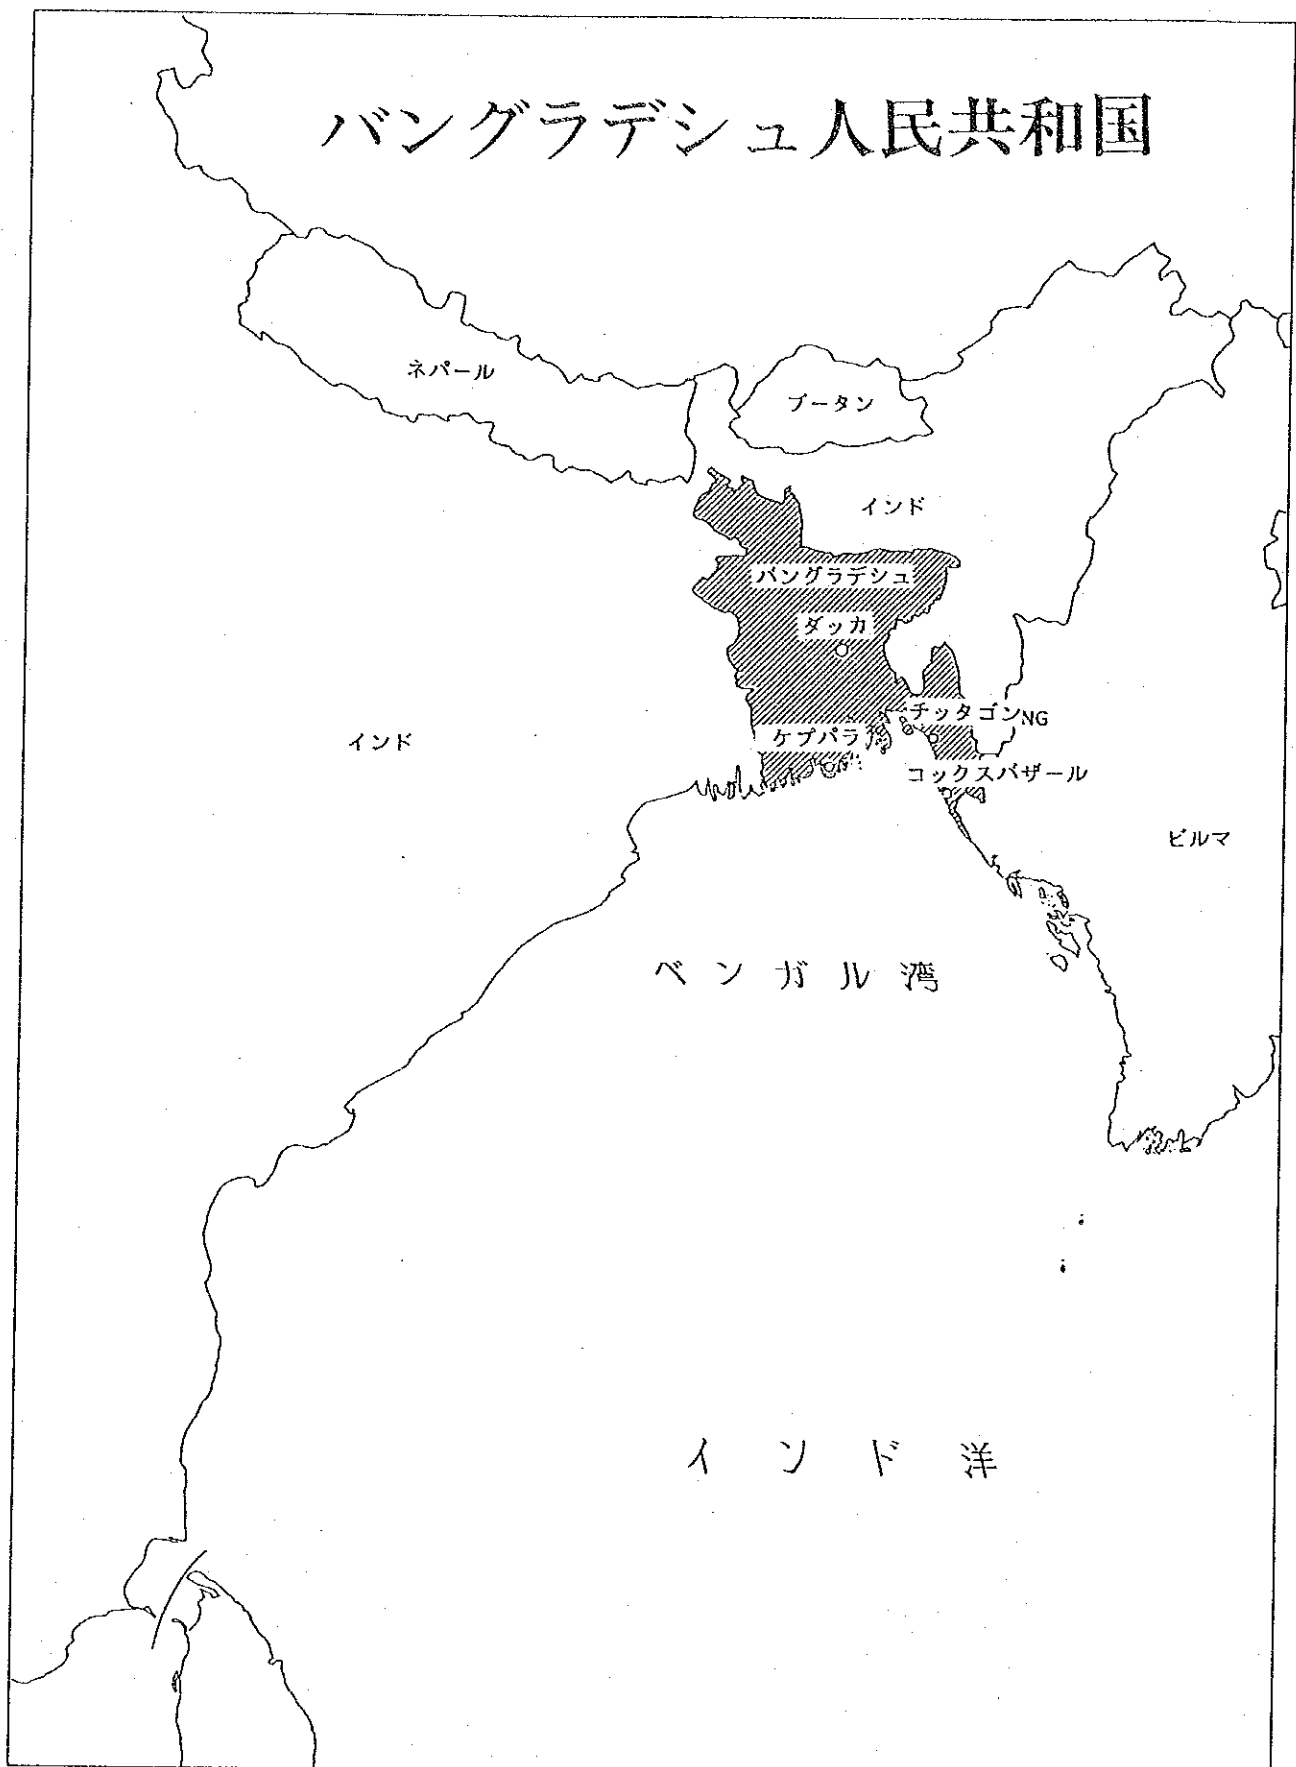 バングラデシュ人民共和国
ネパール
ブータン
インド
バングラデシュ
ダッカ
チッタゴンNG
ケプパラ
インド
コックスバザール
ビルマ
ベンガル湾
インド洋